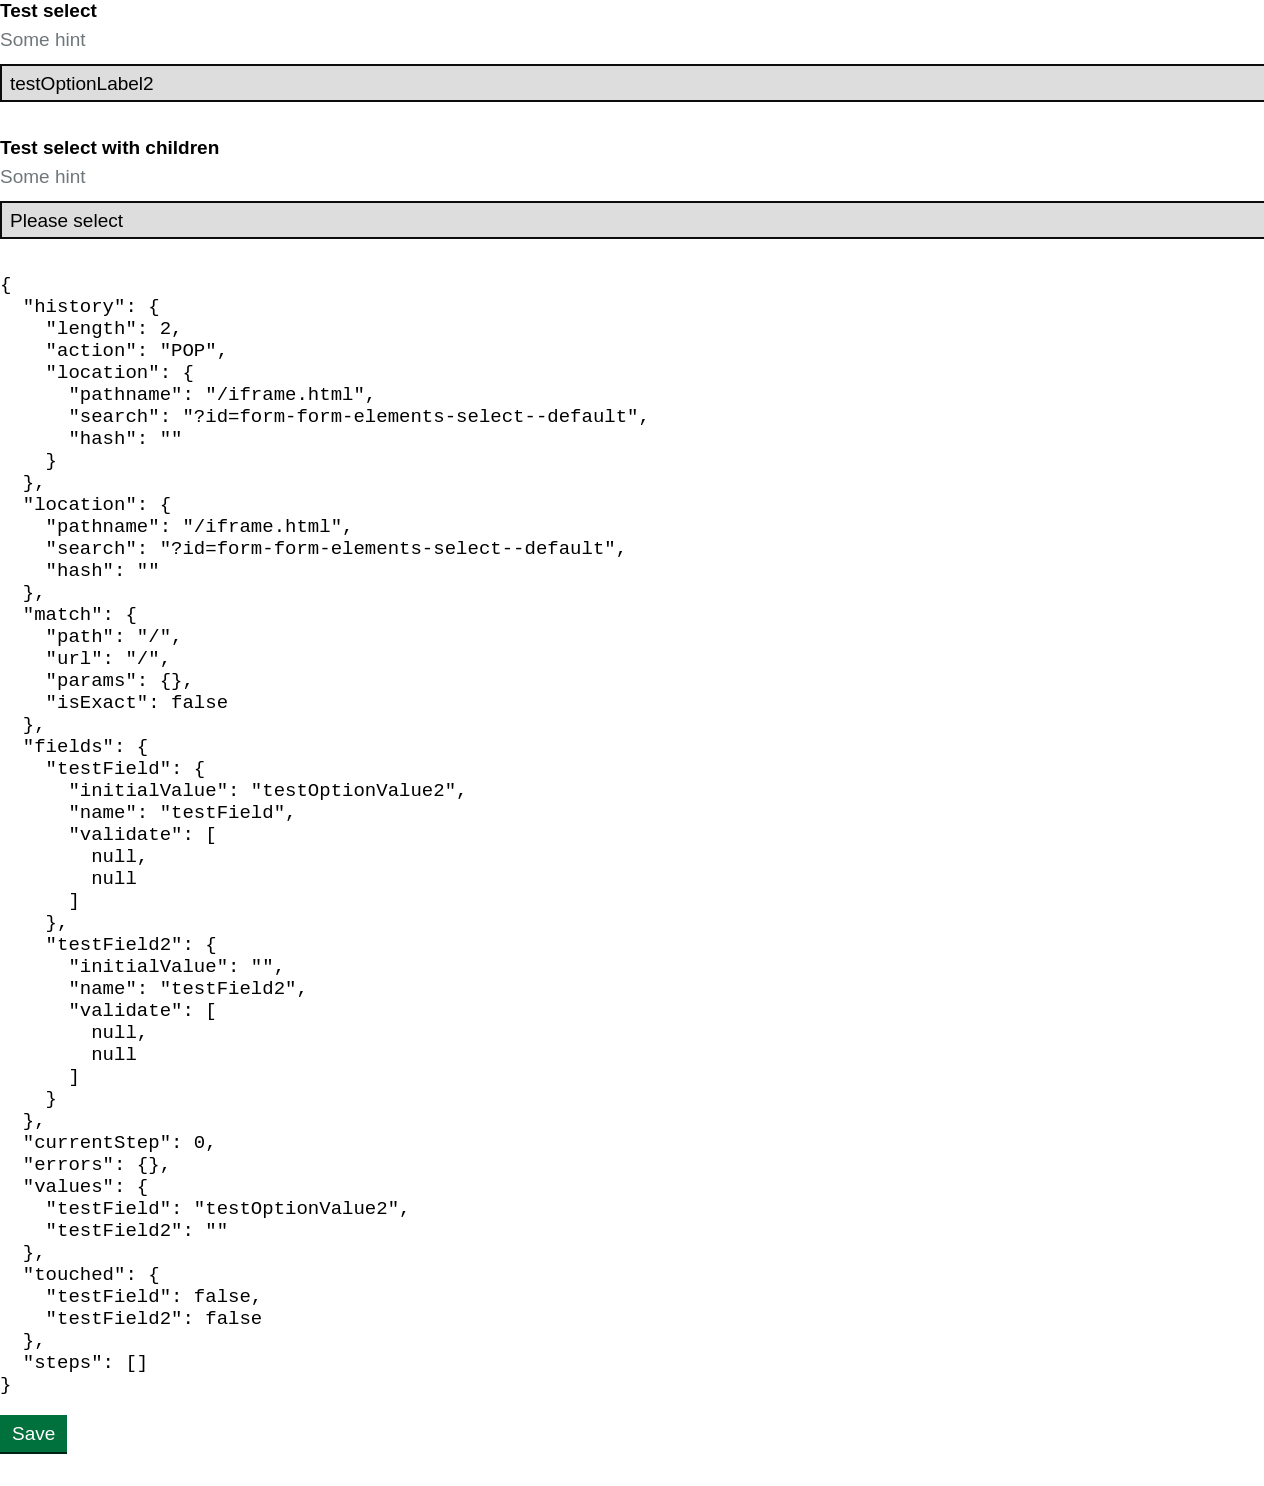 Test select
Some hint
testOptionLabel2
Test select with children
Some hint
Please select
{
  "history": {
    "length": 2,
    "action": "POP",
    "location": {
      "pathname": "/iframe.html",
      "search": "?id=form-form-elements-select--default",
      "hash": ""
    }
  },
  "location": {
    "pathname": "/iframe.html",
    "search": "?id=form-form-elements-select--default",
    "hash": ""
  },
  "match": {
    "path": "/",
    "url": "/",
    "params": {},
    "isExact": false
  },
  "fields": {
    "testField": {
      "initialValue": "testOptionValue2",
      "name": "testField",
      "validate": [
        null,
        null
      ]
    },
    "testField2": {
      "initialValue": "",
      "name": "testField2",
      "validate": [
        null,
        null
      ]
    }
  },
  "currentStep": 0,
  "errors": {},
  "values": {
    "testField": "testOptionValue2",
    "testField2": ""
  },
  "touched": {
    "testField": false,
    "testField2": false
  },
  "steps": []
}
Save